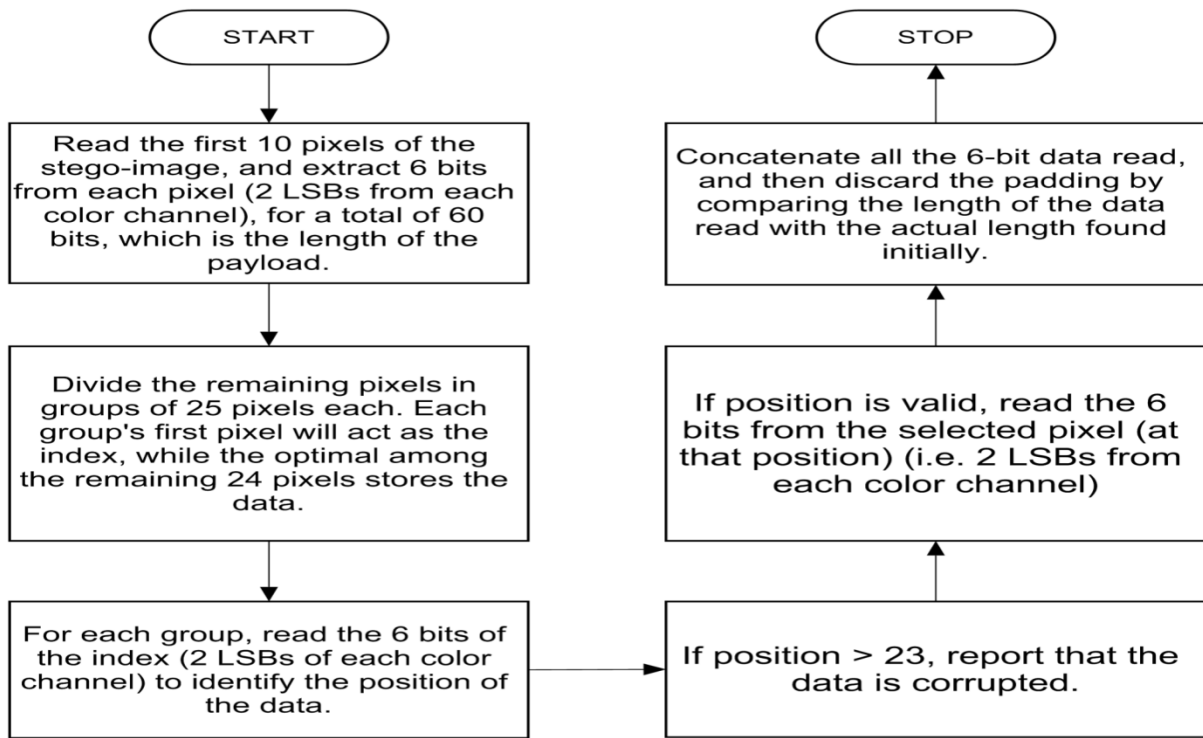 START
Read the first 10 pixels of the
stego-image, and extract 6 bits
from each pixel (2 LSBs from each
color channel), for a total of 60
bits, which is the length of the
payload.
Divide the remaining pixels in
groups of 25 pixels each. Each
group's first pixel will act as the
index, while the optimal among
the remaining 24 pixels stores the
data.
For each group, read the 6 bits of
the index (2 LSBs of each color
channel) to identify the position of
the data.
If position > 23, report that the
data is corrupted.
If position is valid, read the 6
bits from the selected pixel (at
that position) (i.e. 2 LSBs from
each color channel)
Concatenate all the 6-bit data read,
and then discard the padding by
comparing the length of the data
read with the actual length found
initially.
STOP